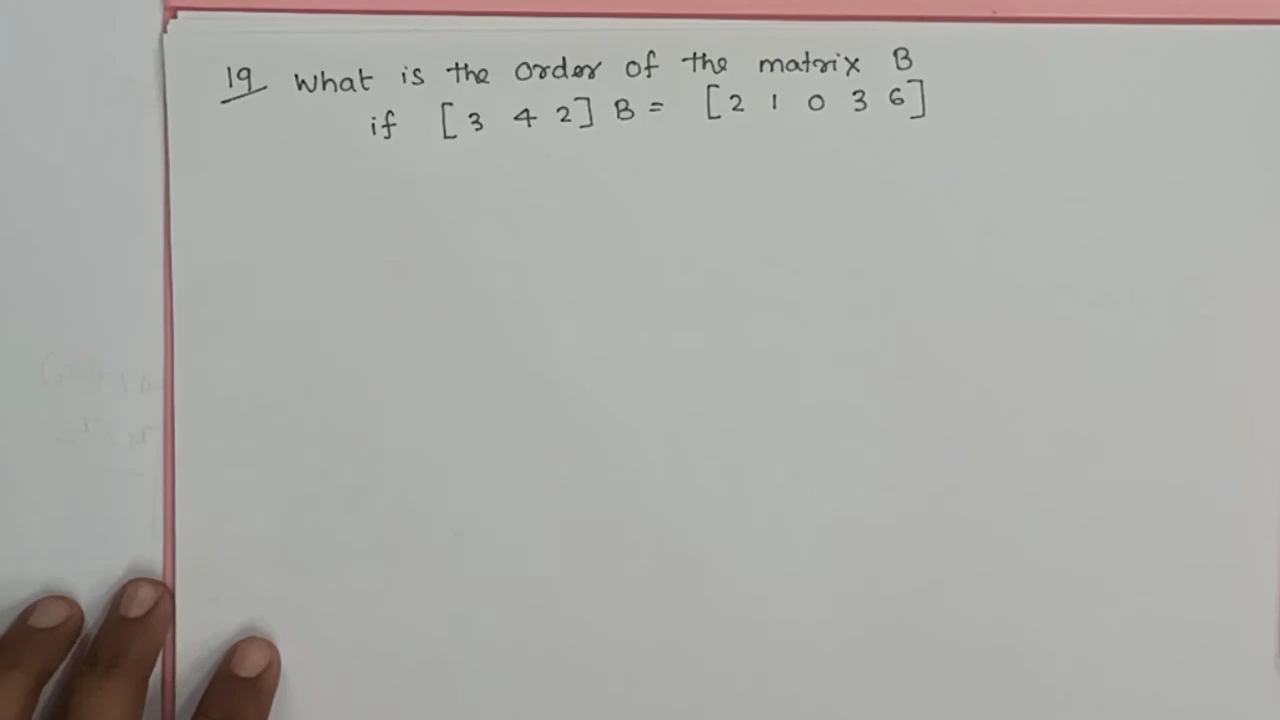 19 What is the order of the matrix B
if [3 4 2] B = [2 1 0 3 6]